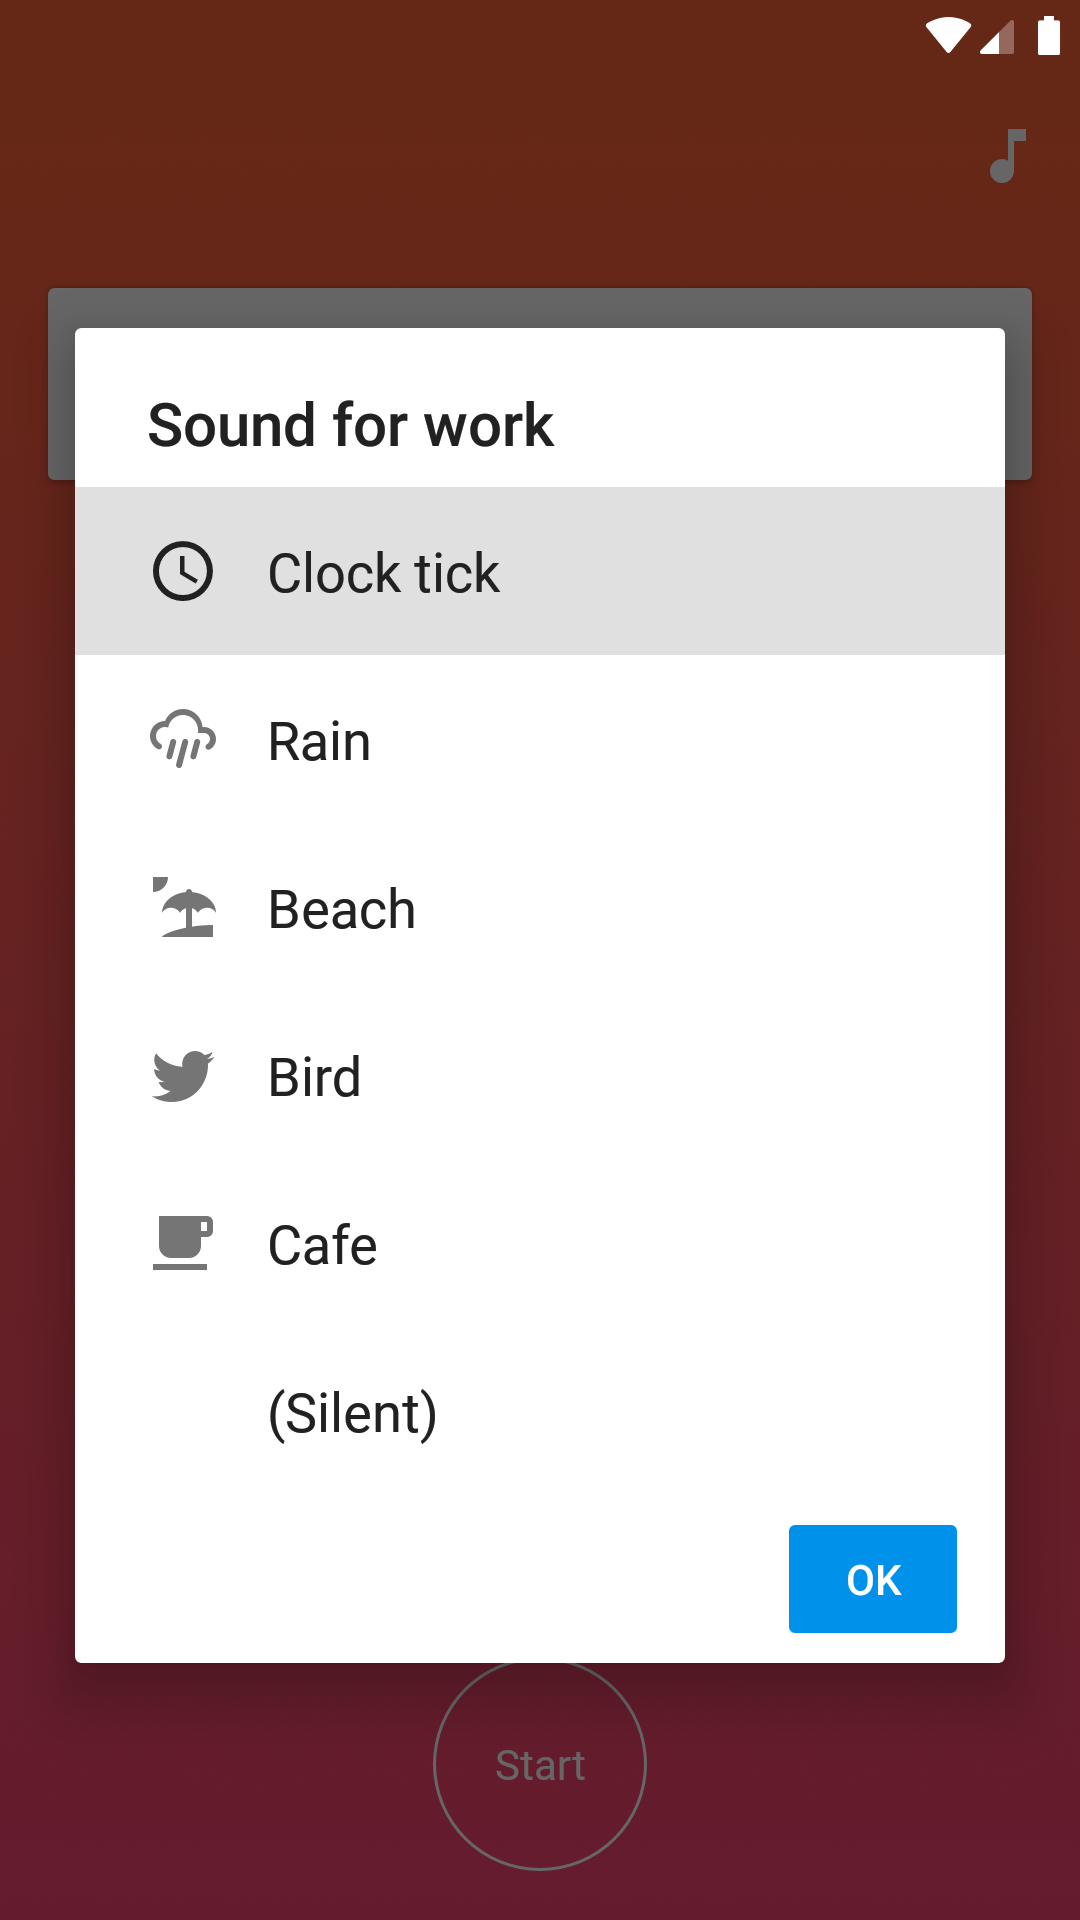 Sound for work
Clock tick
Rain
Beach
Bird
Cafe
(Silent)
OK
Start